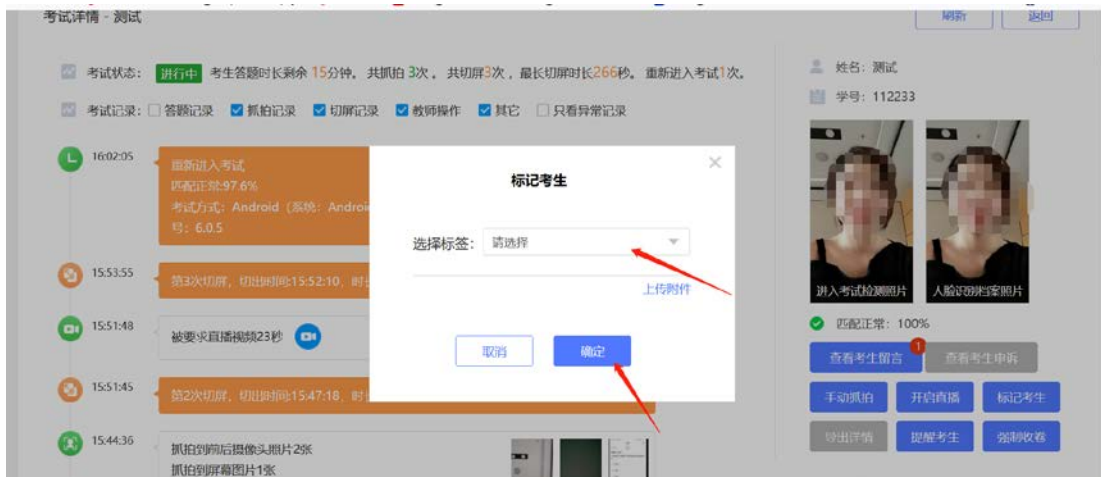 考试详情 - 测试
刷新
返回
考试状态: 进行中 考生答题时长剩余 15分钟。 共抓拍 3次, 共切屏3次, 最长切屏时长266秒。 重新进入考试1次。
考试记录: 答题记录 抓拍记录 切屏记录 教师操作 其它 只看异常记录
16:02:05
重新进入考试
匹配正常:97.6%
考试方式: Android (系统: Android
号: 6.0.5
15:53:55
第3次切屏, 切出时间:15:52:10, 时长
15:51:48
被要求直播视频23秒
15:51:45
第2次切屏, 切出时间:15:47:18, 时长
15:44:36
抓拍到前后摄像头照片2张
抓拍到屏幕图片1张
标记考生
选择标签: 请选择
上传附件
取消
确定
姓名: 测试
学号: 112233
进入考试检测照片
人脸识别档案照片
匹配正常: 100%
查看考生留言
1
查看考生申诉
手动抓拍
开启直播
标记考生
导出详情
提醒考生
强制收卷